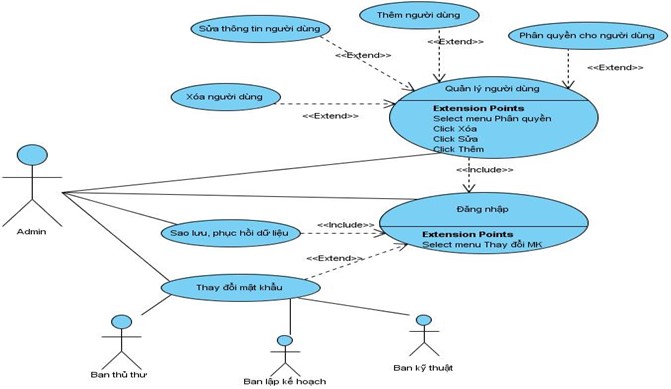 Thêm người dùng
Sửa thông tin người dùng
Phân quyền cho người dùng
<<Extend>>
<<Extend>>
<<Extend>>
Xóa người dùng
<<Extend>>
Quản lý người dùng
Extension Points
Select menu Phân quyền
Click Xóa
Click Sửa
Click Thêm
<<Include>>
Admin
Đăng nhập
Sao lưu, phục hồi dữ liệu
<<Include>>
Extension Points
Select menu Thay đổi MK
<<Extend>>
Thay đổi mật khẩu
Ban thủ thư
Ban lập kế hoạch
Ban kỹ thuật